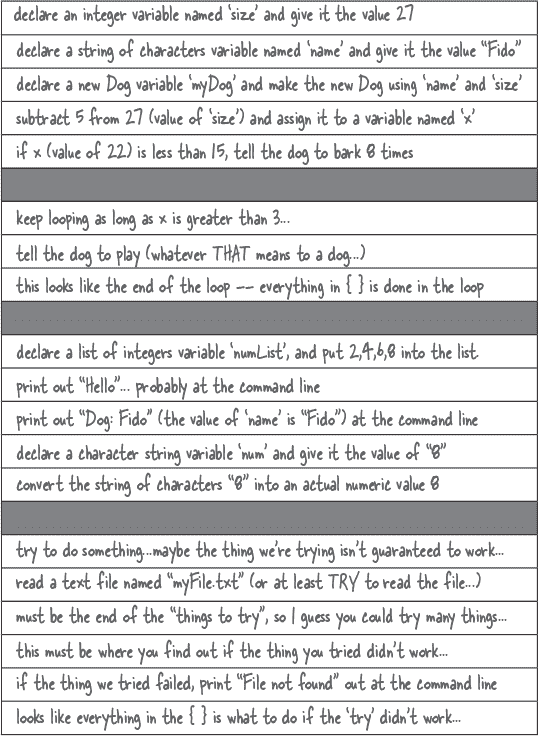 declare an integer variable named ‘size’ and give it the value 27
declare a string of characters variable named ‘name’ and give it the value “Fido”
declare a new Dog variable ‘myDog’ and make the new Dog using ‘name’ and ‘size’
subtract 5 from 27 (value of ‘size’) and assign it to a variable named ‘x’
if x (value of 22) is less than 15, tell the dog to bark 8 times
keep looping as long as x is greater than 3...
tell the dog to play (whatever THAT means to a dog...)
this looks like the end of the loop -- everything in { } is done in the loop
declare a list of integers variable ‘numList’, and put 2,4,6,8 into the list.
print out “Hello”... probably at the command line
print out “Dog: Fido” (the value of ‘name’ is “Fido”) at the command line
declare a character string variable ‘num’ and give it the value of “8”
convert the string of characters “8” into an actual numeric value 8
try to do something...maybe the thing we’re trying isn’t guaranteed to work...
read a text file named “myFile.txt” (or at least TRY to read the file...)
must be the end of the “things to try”, so I guess you could try many things...
this must be where you find out if the thing you tried didn’t work...
if the thing we tried failed, print “File not found” out at the command line
looks like everything in the { } is what to do if the ‘try’ didn’t work...